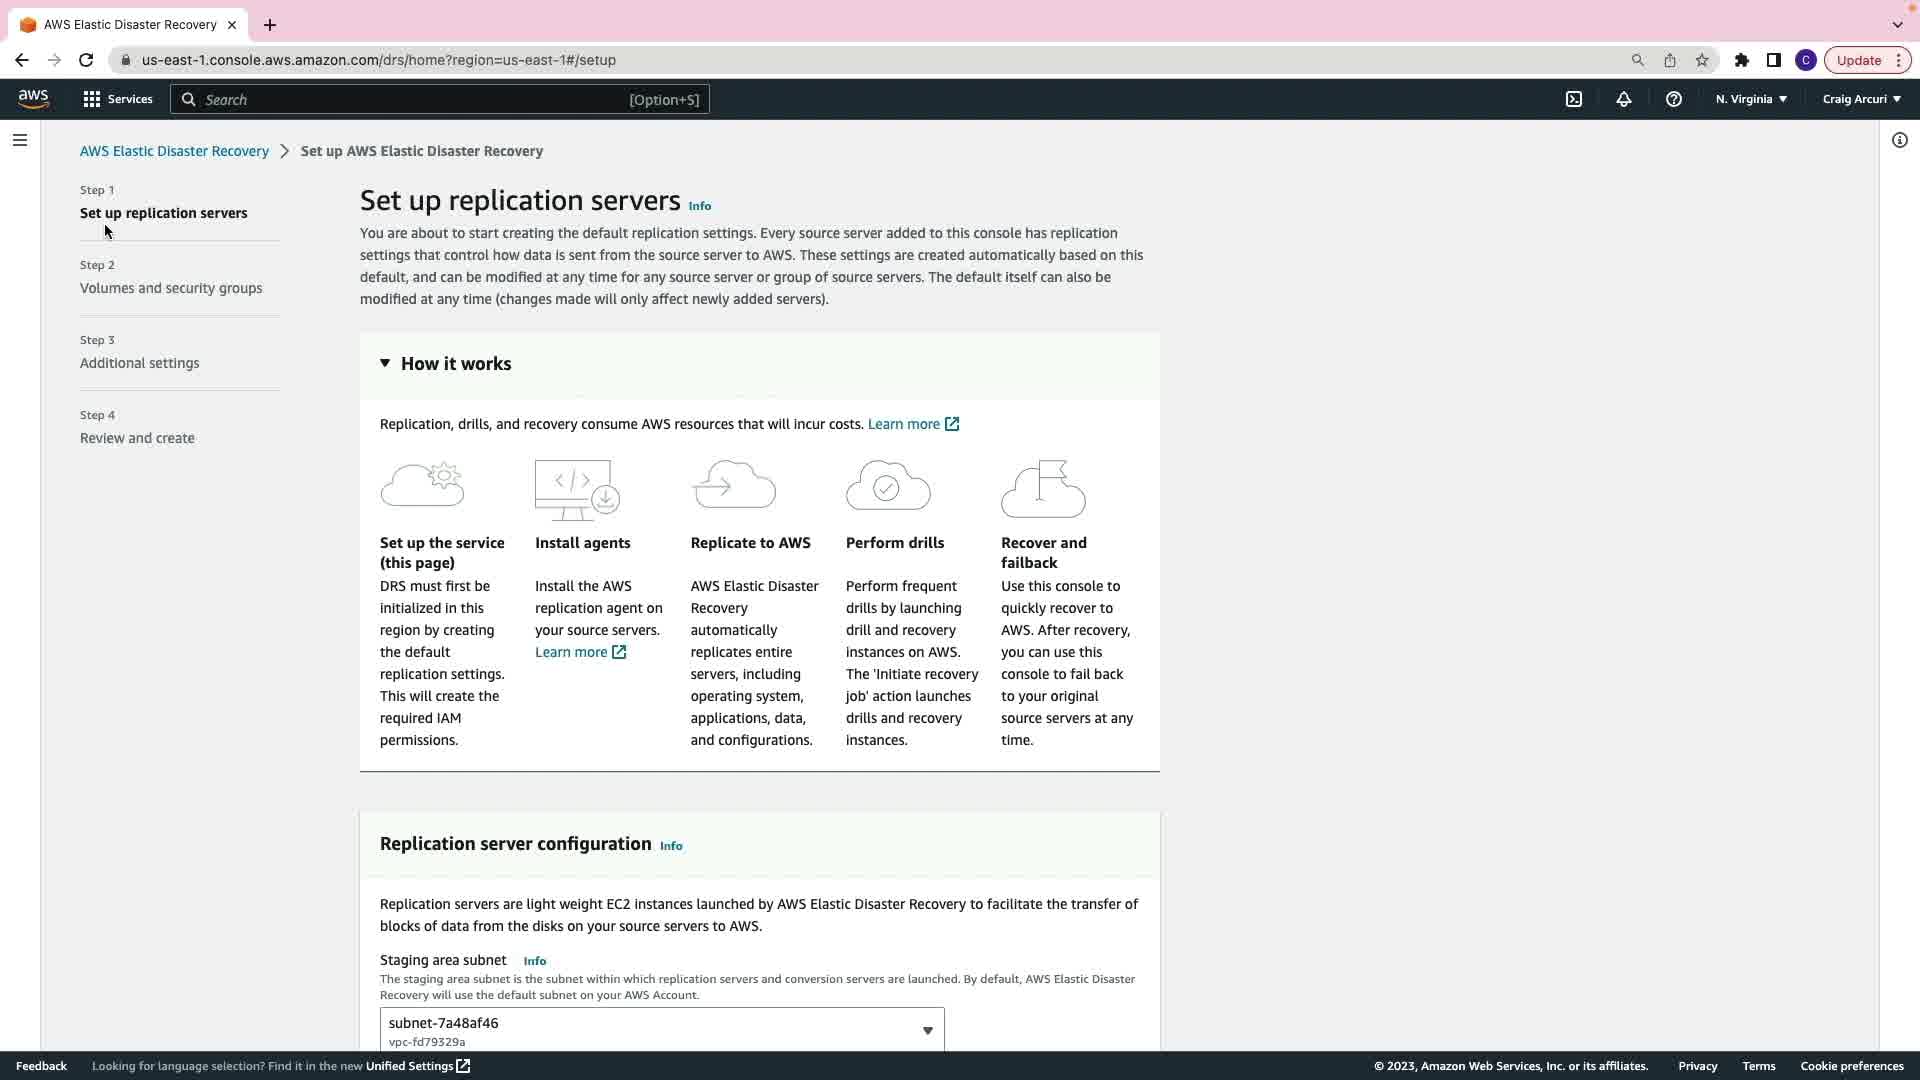 AWS Elastic Disaster Recovery
us-east-1.console.aws.amazon.com/drs/home?region=us-east-1#/setup
C
Update
aws
Services
Search
[Option+S]
N. Virginia
Craig Arcuri
AWS Elastic Disaster Recovery
Set up AWS Elastic Disaster Recovery
Step 1
Set up replication servers
Step 2
Volumes and security groups
Step 3
Additional settings
Step 4
Review and create
Set up replication servers Info
You are about to start creating the default replication settings. Every source server added to this console has replication
settings that control how data is sent from the source server to AWS. These settings are created automatically based on this
default, and can be modified at any time for any source server or group of source servers. The default itself can also be
modified at any time (changes made will only affect newly added servers).
How it works
Replication, drills, and recovery consume AWS resources that will incur costs. Learn more
Set up the service
(this page)
DRS must first be
initialized in this
region by creating
the default
replication settings.
This will create the
required IAM
permissions.
Install agents
Install the AWS
replication agent on
your source servers.
Learn more
Replicate to AWS
AWS Elastic Disaster
Recovery
automatically
replicates entire
servers, including
operating system,
applications, data,
and configurations.
Perform drills
Perform frequent
drills by launching
drill and recovery
instances on AWS.
The 'Initiate recovery
job' action launches
drills and recovery
instances.
Recover and
failback
Use this console to
quickly recover to
AWS. After recovery,
you can use this
console to fail back
to your original
source servers at any
time.
Replication server configuration Info
Replication servers are light weight EC2 instances launched by AWS Elastic Disaster Recovery to facilitate the transfer of
blocks of data from the disks on your source servers to AWS.
Staging area subnet Info
The staging area subnet is the subnet within which replication servers and conversion servers are launched. By default, AWS Elastic Disaster
Recovery will use the default subnet on your AWS Account.
subnet-7a48af46
vpc-fd79329a
Feedback
Looking for language selection? Find it in the new Unified Settings
© 2023, Amazon Web Services, Inc. or its affiliates.
Privacy
Terms
Cookie preferences